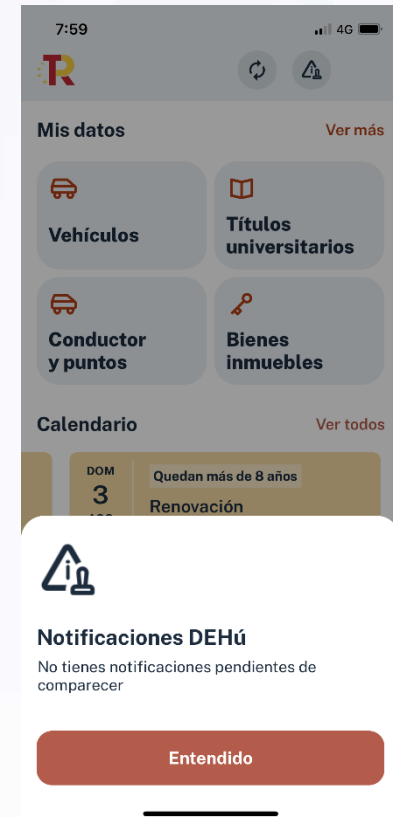 7:59
4G
TR
Mis datos
Ver más
Vehículos
Títulos
universitarios
Conductor
y puntos
Bienes
inmuebles
Calendario
Ver todos
DOM
3
Quedan más de 8 años
Renovación
Notificaciones DEHú
No tienes notificaciones pendientes de
comparecer
Entendido